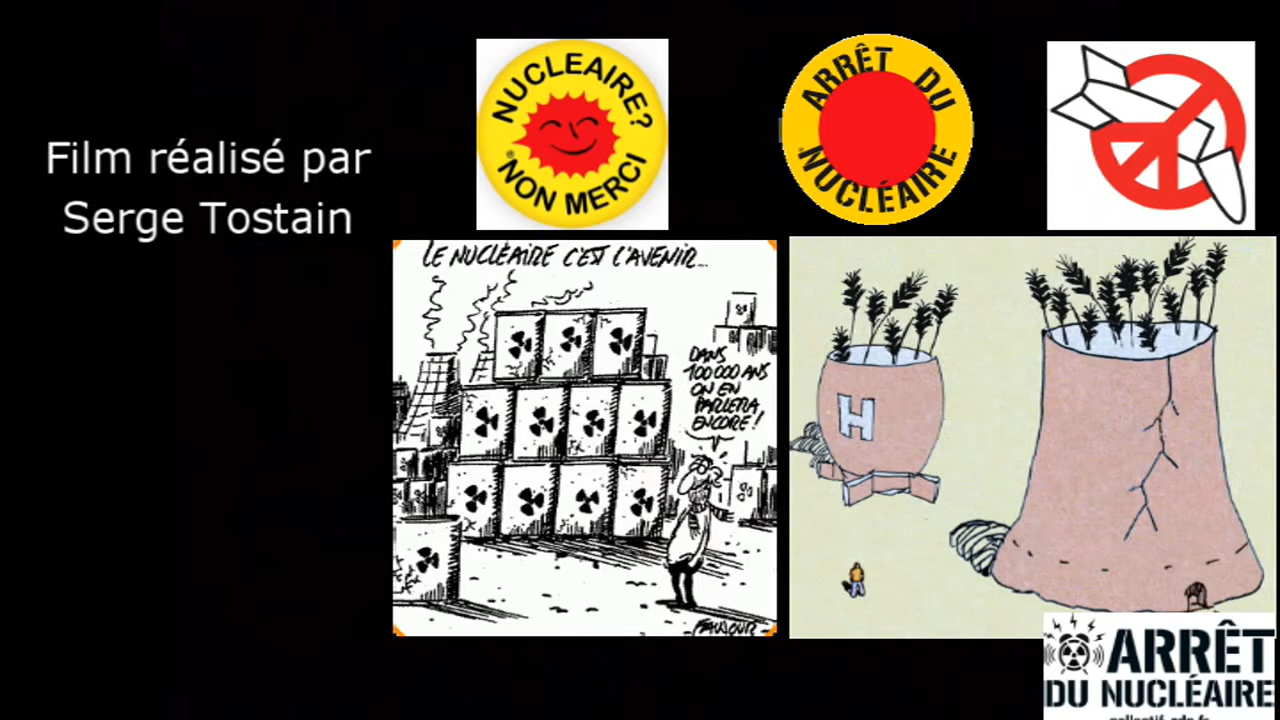 Film réalisé par
Serge Tostain
NUCLEAIRE?
NON MERCI
ARRÊT DU
NUCLÉAIRE
LE NUCLÉAIRE C'EST L'AVENIR...
DANS
100 000 ANS
ON EN
PARLERA
ENCORE !
H
ARRÊT
DU NUCLÉAIRE